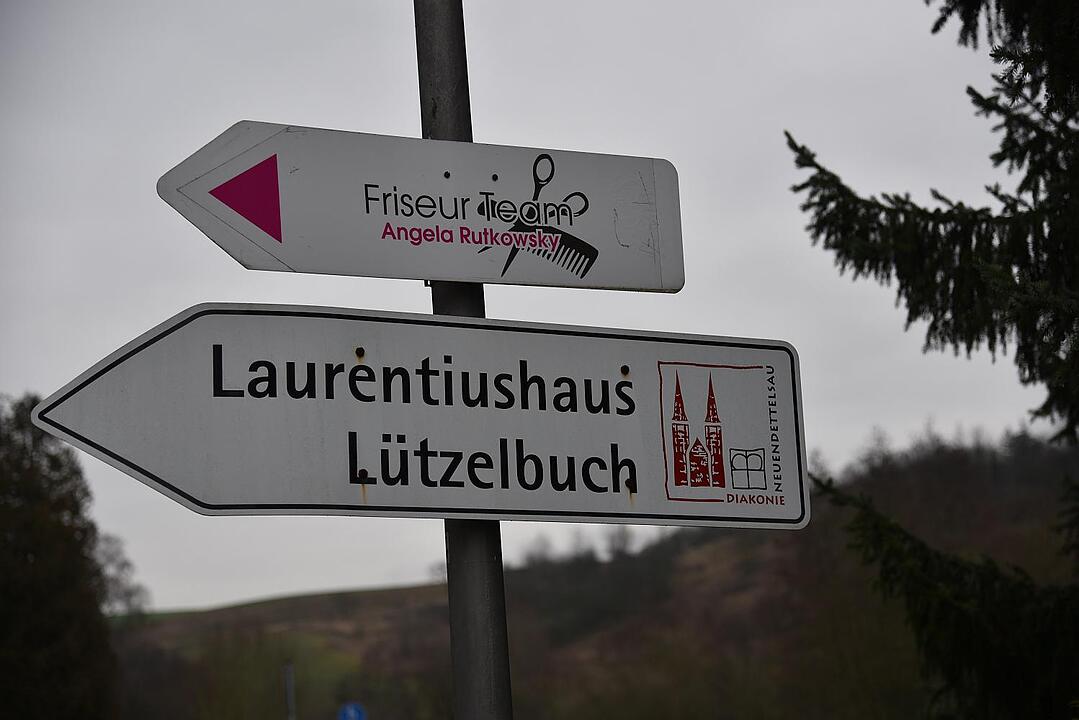 Friseur Team
Angela Rutkowsky
Laurentiushaus
Lützelbuch
DIAKONIE
NEUENDETTELSAU